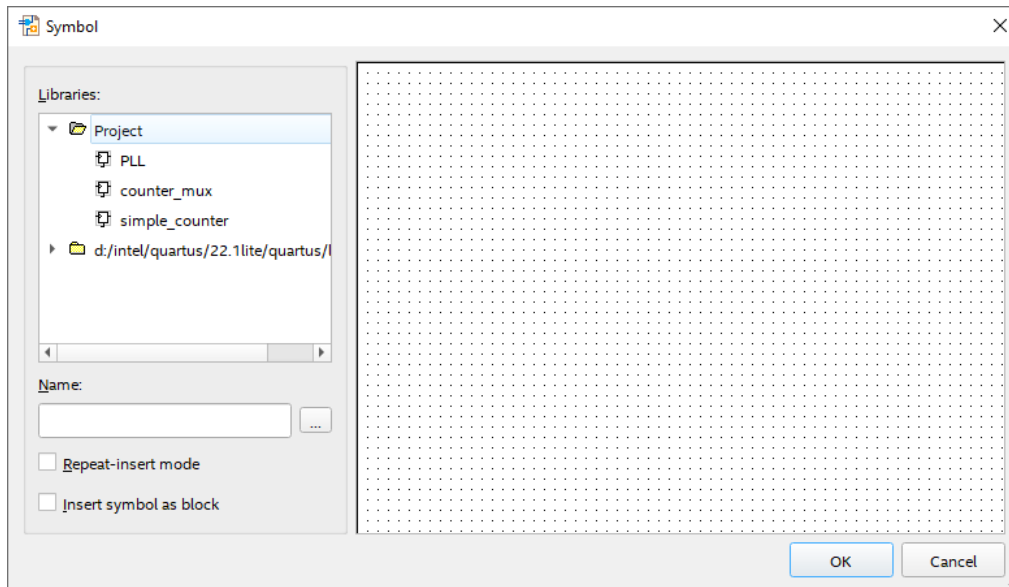 Symbol
Libraries:
Project
PLL
counter_mux
simple_counter
d:/intel/quartus/22.1lite/quartus/l
Name:
...
Repeat-insert mode
Insert symbol as block
OK
Cancel